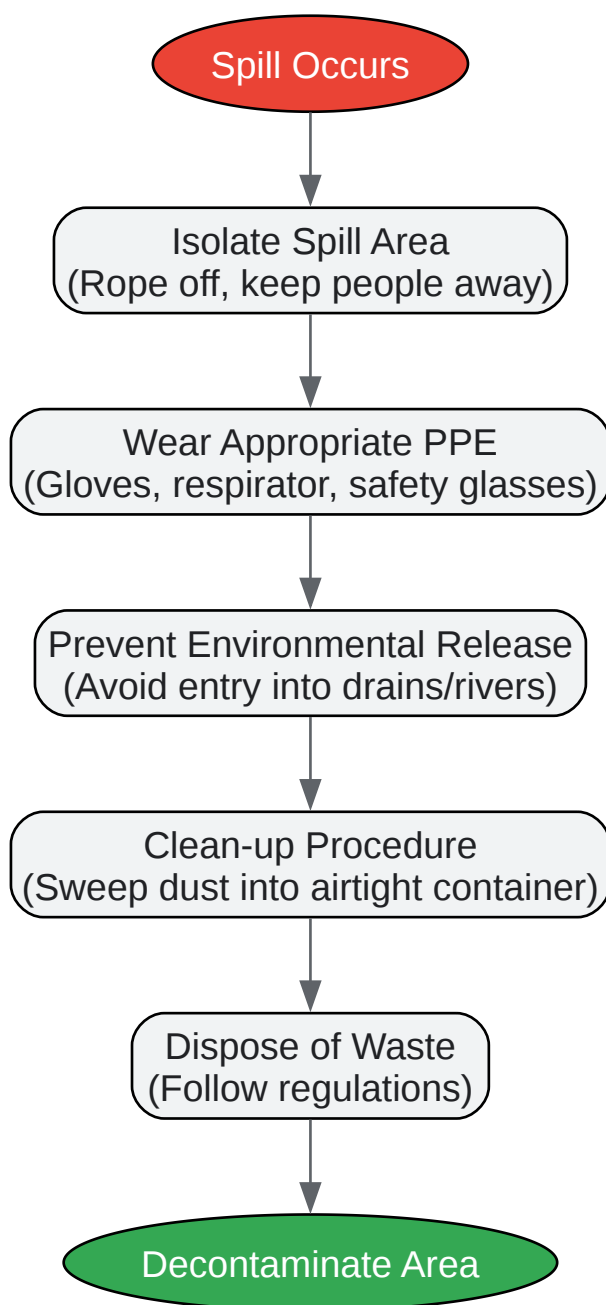 Spill Occurs
Isolate Spill Area
(Rope off, keep people away)
Wear Appropriate PPE
(Gloves, respirator, safety glasses)
Prevent Environmental Release
(Avoid entry into drains/rivers)
Clean-up Procedure
(Sweep dust into airtight container)
Dispose of Waste
(Follow regulations)
Decontaminate Area